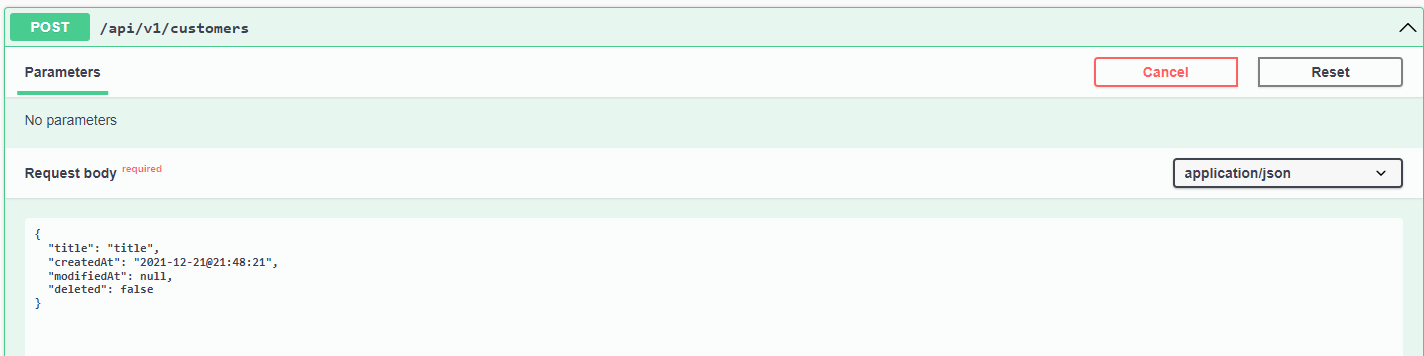 POST /api/v1/customers
Parameters Cancel Reset
No parameters
Request body required application/json
{
"title": "title",
"createdAt": "2021-12-21@21:48:21",
"modifiedAt": null,
"deleted": false
}